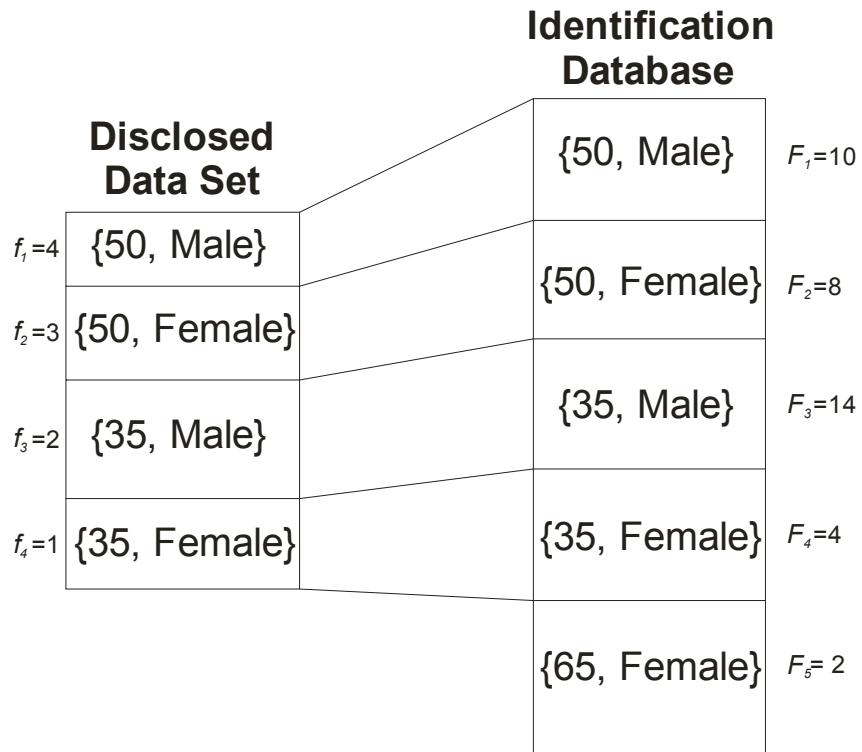 Disclosed
Data Set
f₁=4 {50, Male}
f₂=3 {50, Female}
f₃=2 {35, Male}
f₄=1 {35, Female}
Identification
Database
{50, Male} F₁=10
{50, Female} F₂=8
{35, Male} F₃=14
{35, Female} F₄=4
{65, Female} F₅= 2